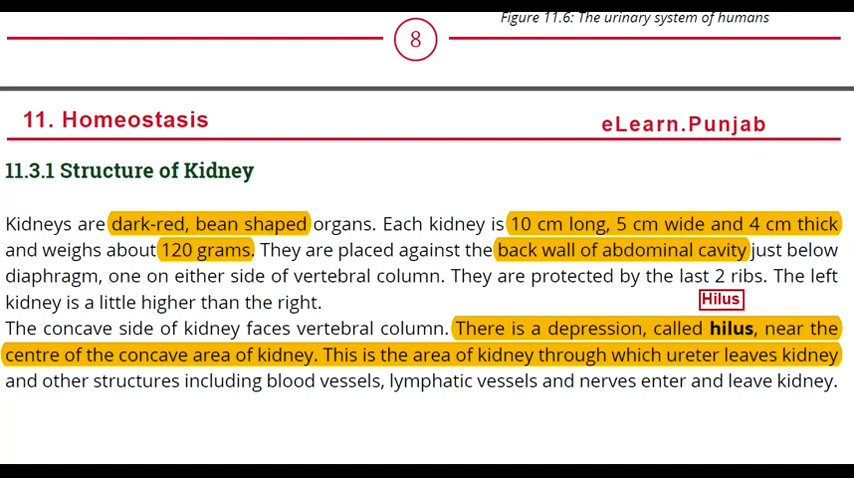 Figure 11.6: The urinary system of humans
8
11. Homeostasis
eLearn.Punjab
11.3.1 Structure of Kidney
Kidneys are dark-red, bean shaped organs. Each kidney is 10 cm long, 5 cm wide and 4 cm thick
and weighs about 120 grams. They are placed against the back wall of abdominal cavity just below
diaphragm, one on either side of vertebral column. They are protected by the last 2 ribs. The left
kidney is a little higher than the right.
Hilus
The concave side of kidney faces vertebral column. There is a depression, called hilus, near the
centre of the concave area of kidney. This is the area of kidney through which ureter leaves kidney
and other structures including blood vessels, lymphatic vessels and nerves enter and leave kidney.